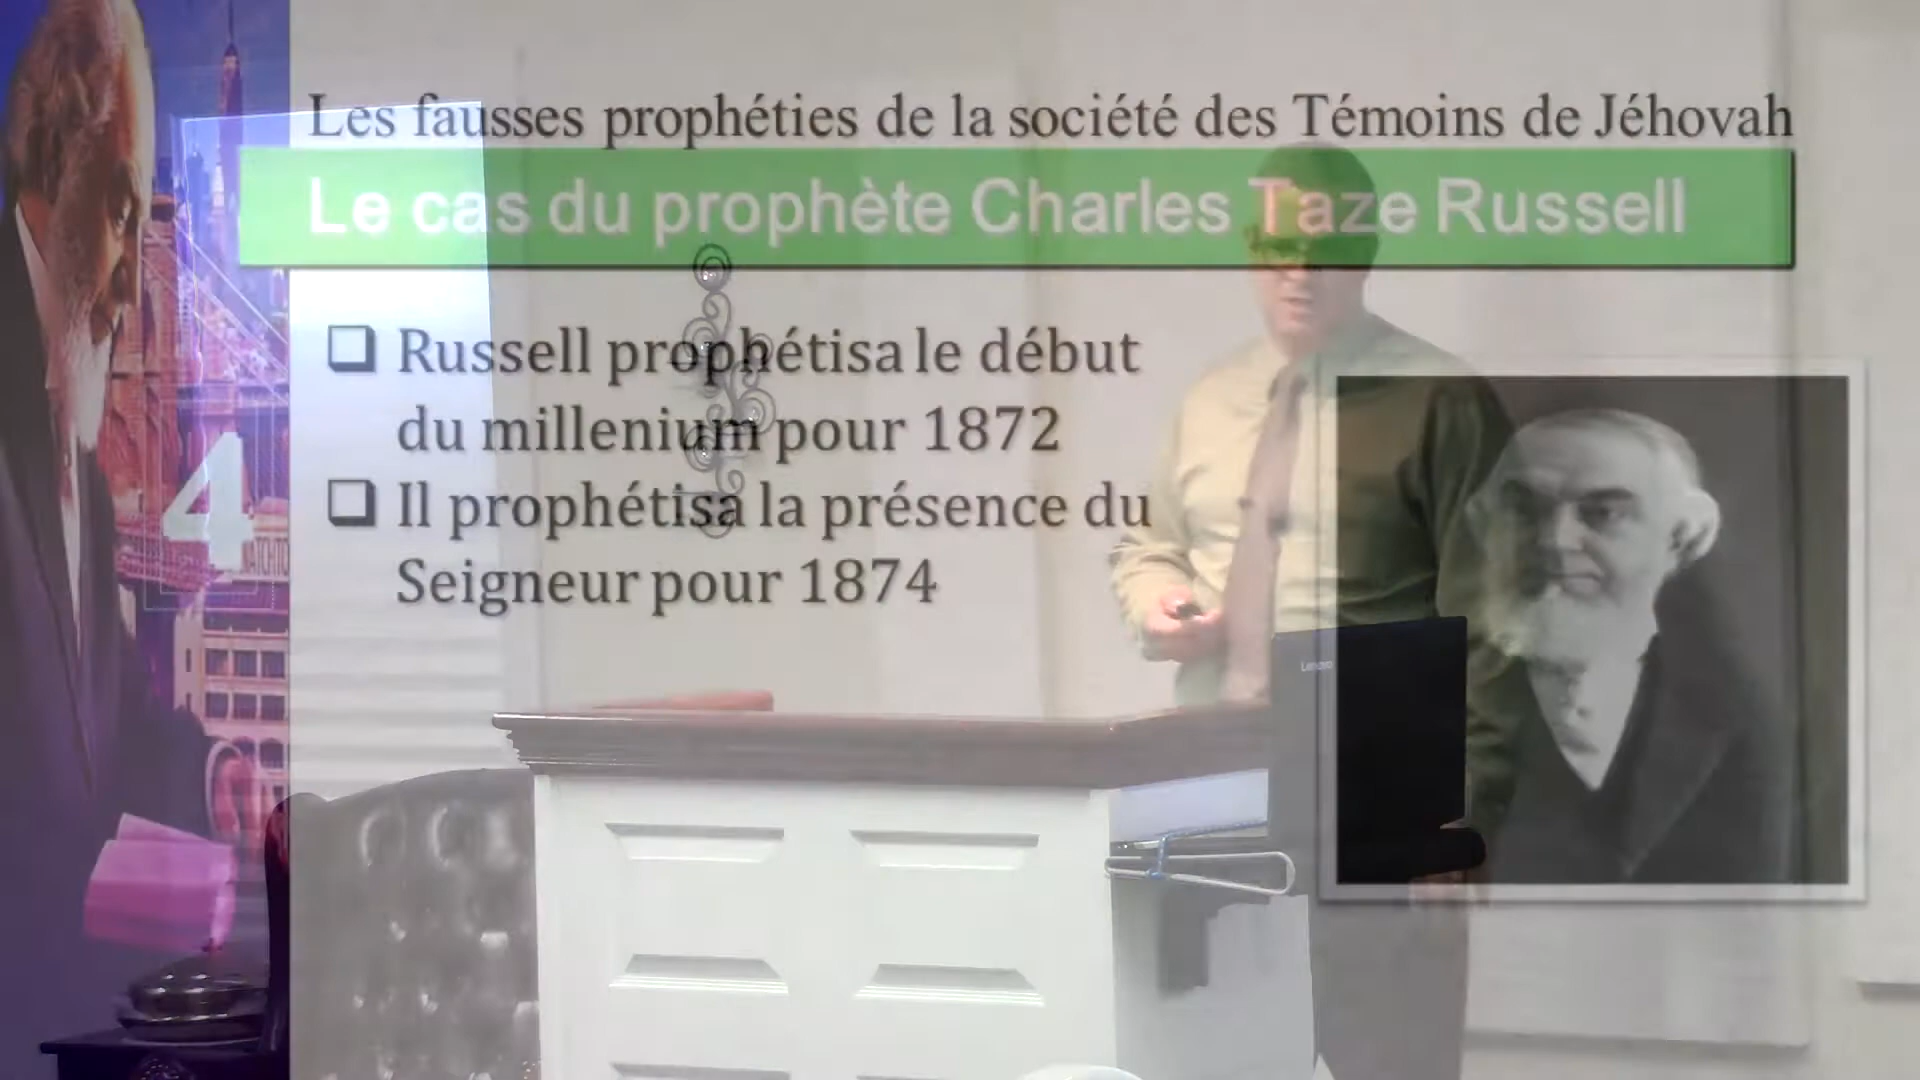 Les fausses prophéties de la société des Témoins de Jéhovah
Le cas du prophète Charles Taze Russell
❑ Russell prophétisa le début
du millenium pour 1872
❑ Il prophétisa la présence du
Seigneur pour 1874
4
Lenovo